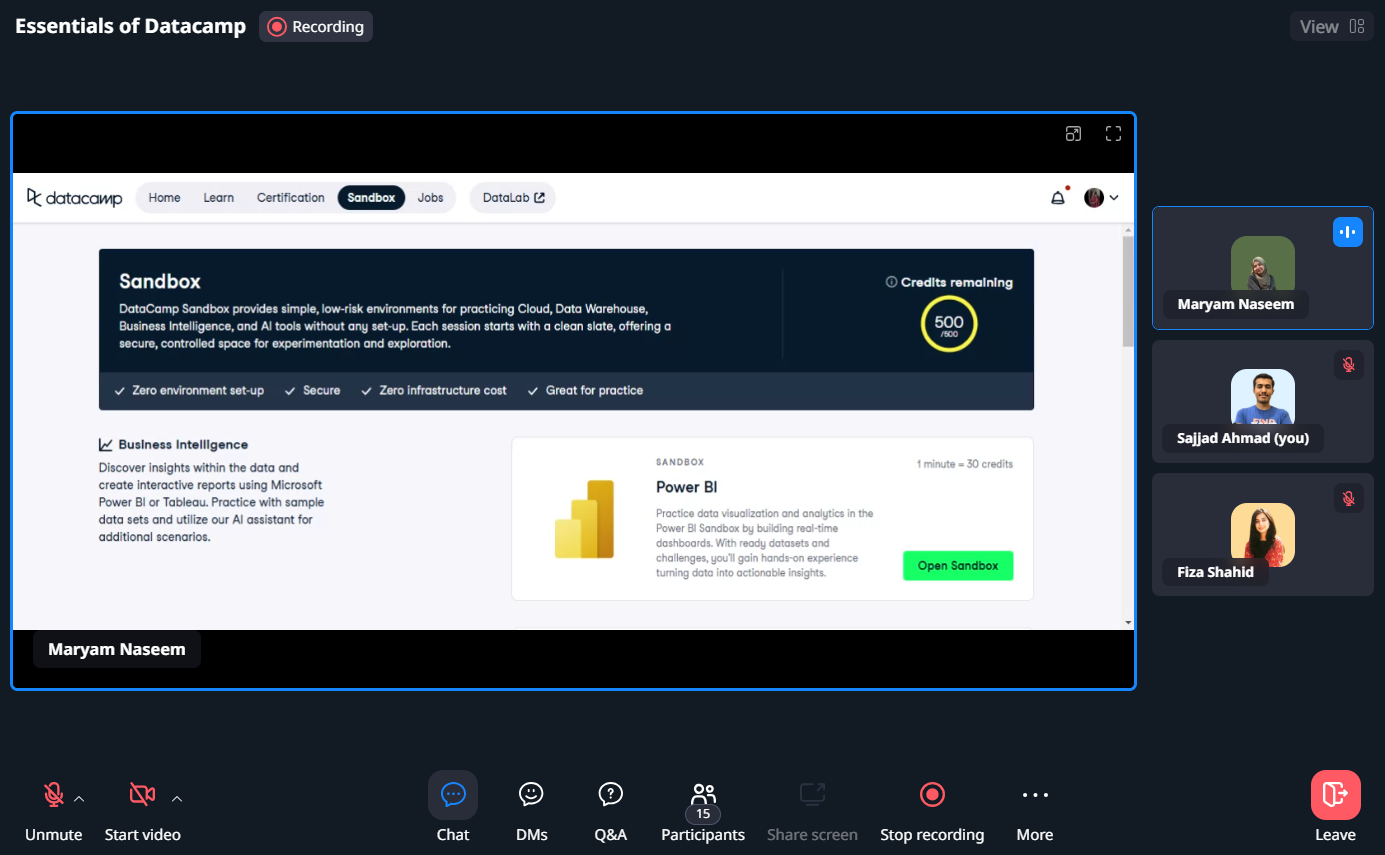 Essentials of Datacamp
Recording
View
datacamp
Home
Learn
Certification
Sandbox
Jobs
DataLab
Sandbox
DataCamp Sandbox provides simple, low-risk environments for practicing Cloud, Data Warehouse,
Business Intelligence, and AI tools without any set-up. Each session starts with a clean slate, offering a
secure, controlled space for experimentation and exploration.
Credits remaining
500
/500
Zero environment set-up
Secure
Zero infrastructure cost
Great for practice
Business Intelligence
Discover insights within the data and
create interactive reports using Microsoft
Power BI or Tableau. Practice with sample
data sets and utilize our AI assistant for
additional scenarios.
SANDBOX
1 minute = 30 credits
Power BI
Practice data visualization and analytics in the
Power BI Sandbox by building real-time
dashboards. With ready datasets and
challenges, you'll gain hands-on experience
turning data into actionable insights.
Open Sandbox
Maryam Naseem
Maryam Naseem
Sajjad Ahmad (you)
Fiza Shahid
Unmute
Start video
Chat
DMs
Q&A
15
Participants
Share screen
Stop recording
More
Leave